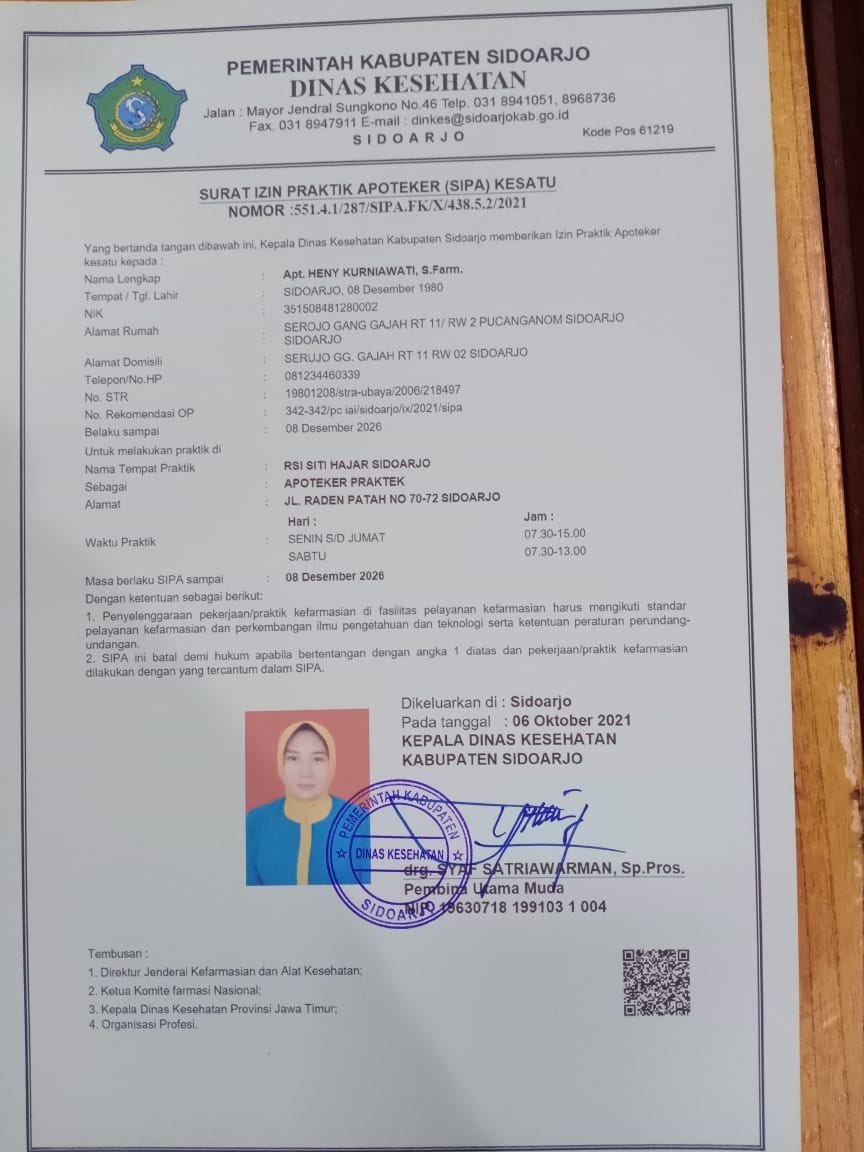 PEMERINTAH KABUPATEN SIDOARJO
DINAS KESEHATAN
Jalan : Mayor Jendral Sungkono No.46 Telp. 031 8941051, 8968736
Fax. 031 8947911 E-mail : dinkes@sidoarjokab.go.id
SIDOARJO
Kode Pos 61219
SURAT IZIN PRAKTIK APOTEKER (SIPA) KESATU
NOMOR :551.4.1/287/SIPA.FK/X/438.5.2/2021
Yang bertanda tangan dibawah ini, Kepala Dinas Kesehatan Kabupaten Sidoarjo memberikan Izin Praktik Apoteker
kesatu kepada :
Nama Lengkap : Apt. HENY KURNIAWATI, S.Farm.
Tempat / Tgl. Lahir : SIDOARJO, 08 Desember 1980
NIK : 351508481280002
Alamat Rumah : SEROJO GANG GAJAH RT 11/ RW 2 PUCANGANOM SIDOARJO
SIDOARJO
Alamat Domisili : SERUJO GG. GAJAH RT 11 RW 02 SIDOARJO
Telepon/No.HP : 081234460339
No. STR : 19801208/stra-ubaya/2006/218497
No. Rekomendasi OP : 342-342/pc iai/sidoarjo/ix/2021/sipa
Belaku sampai : 08 Desember 2026
Untuk melakukan praktik di
Nama Tempat Praktik : RSI SITI HAJAR SIDOARJO
Sebagai : APOTEKER PRAKTEK
Alamat : JL. RADEN PATAH NO 70-72 SIDOARJO
Hari : Jam :
Waktu Praktik : SENIN S/D JUMAT 07.30-15.00
SABTU 07.30-13.00
Masa berlaku SIPA sampai : 08 Desember 2026
Dengan ketentuan sebagai berikut:
1. Penyelenggaraan pekerjaan/praktik kefarmasian di fasilitas pelayanan kefarmasian harus mengikuti standar
pelayanan kefarmasian dan perkembangan ilmu pengetahuan dan teknologi serta ketentuan peraturan perundang-
undangan.
2. SIPA ini batal demi hukum apabila bertentangan dengan angka 1 diatas dan pekerjaan/praktik kefarmasian
dilakukan dengan yang tercantum dalam SIPA.
Dikeluarkan di : Sidoarjo
Pada tanggal : 06 Oktober 2021
KEPALA DINAS KESEHATAN
KABUPATEN SIDOARJO
PEMERINTAH KABUPATEN
DINAS KESEHATAN
SIDOARJO
drg. SYAF SATRIAWARMAN, Sp.Pros.
Pembina Utama Muda
NIP. 19630718 199103 1 004
Tembusan :
1. Direktur Jenderal Kefarmasian dan Alat Kesehatan;
2. Ketua Komite farmasi Nasional;
3. Kepala Dinas Kesehatan Provinsi Jawa Timur;
4. Organisasi Profesi.